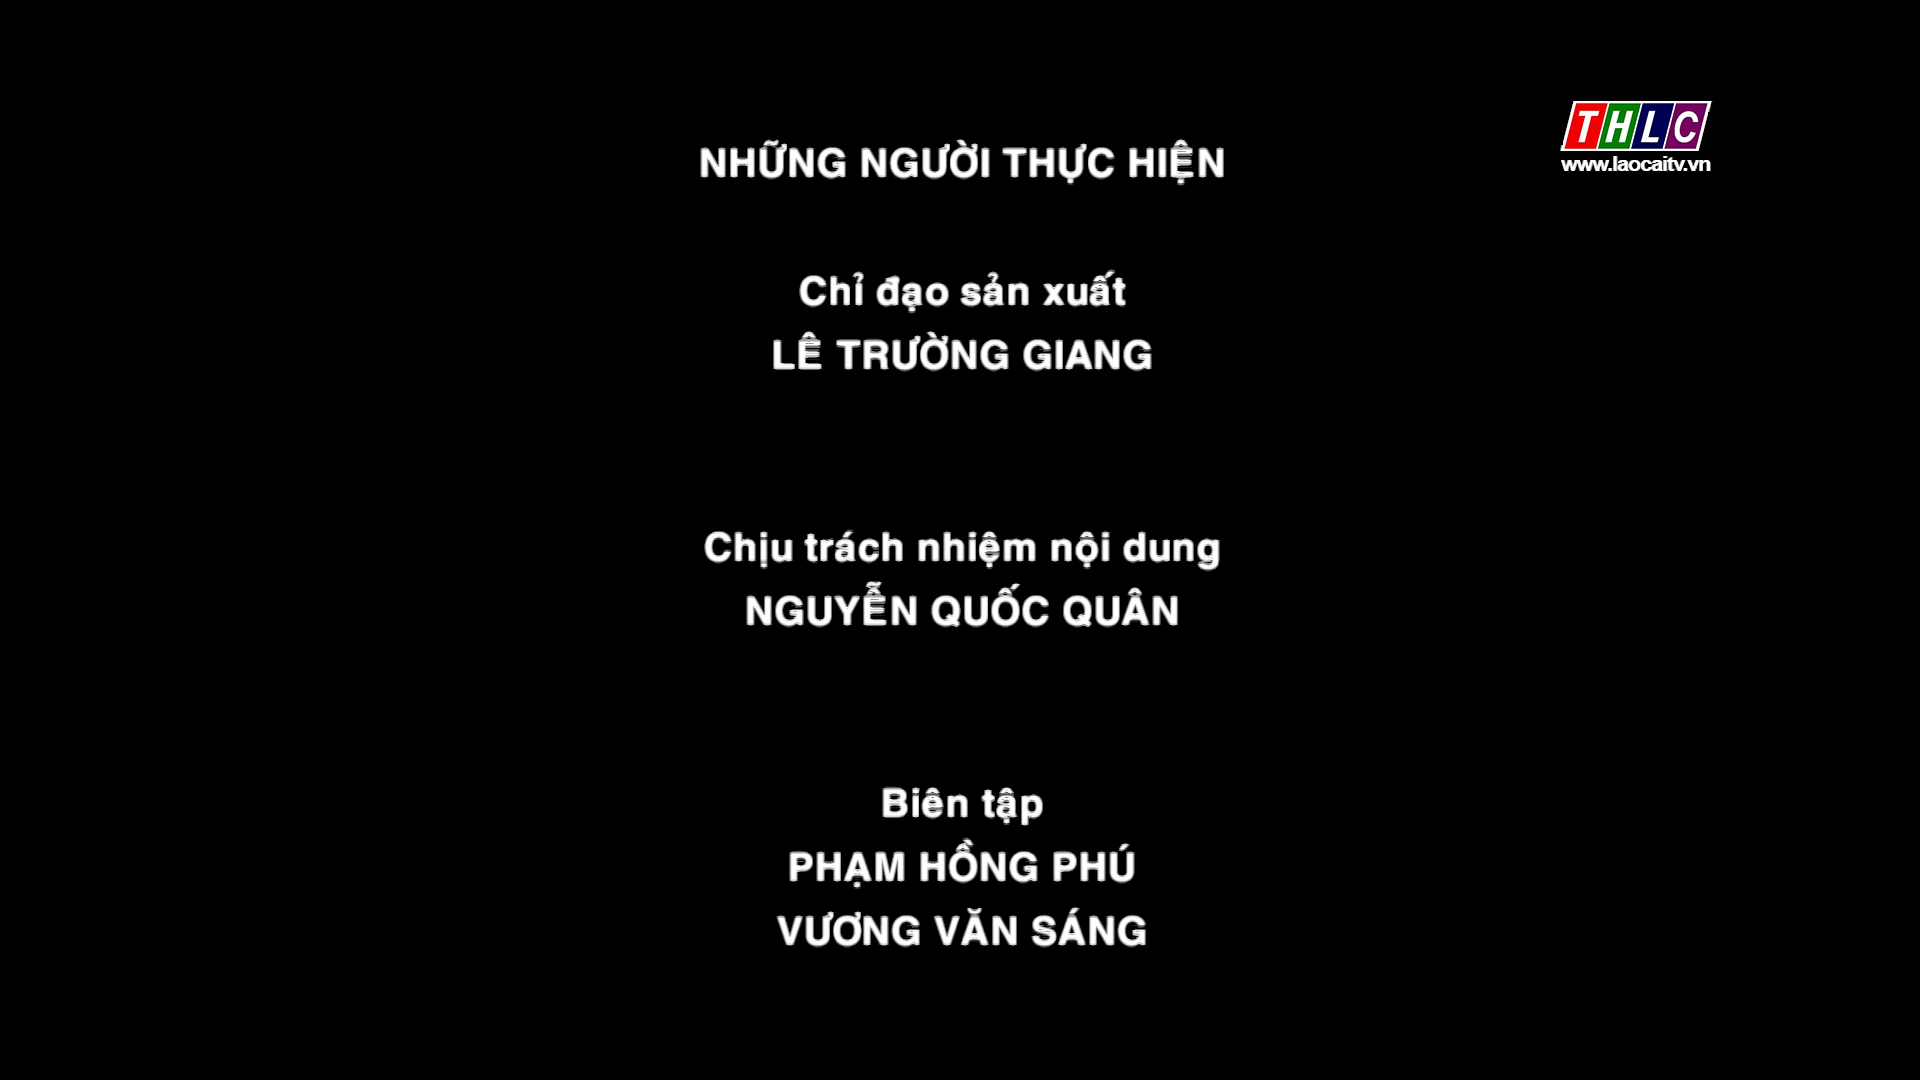 THLC
www.laocaitv.vn
NHỮNG NGƯỜI THỰC HIỆN
Chỉ đạo sản xuất
LÊ TRƯỜNG GIANG
Chịu trách nhiệm nội dung
NGUYỄN QUỐC QUÂN
Biên tập
PHẠM HỒNG PHÚ
VƯƠNG VĂN SÁNG